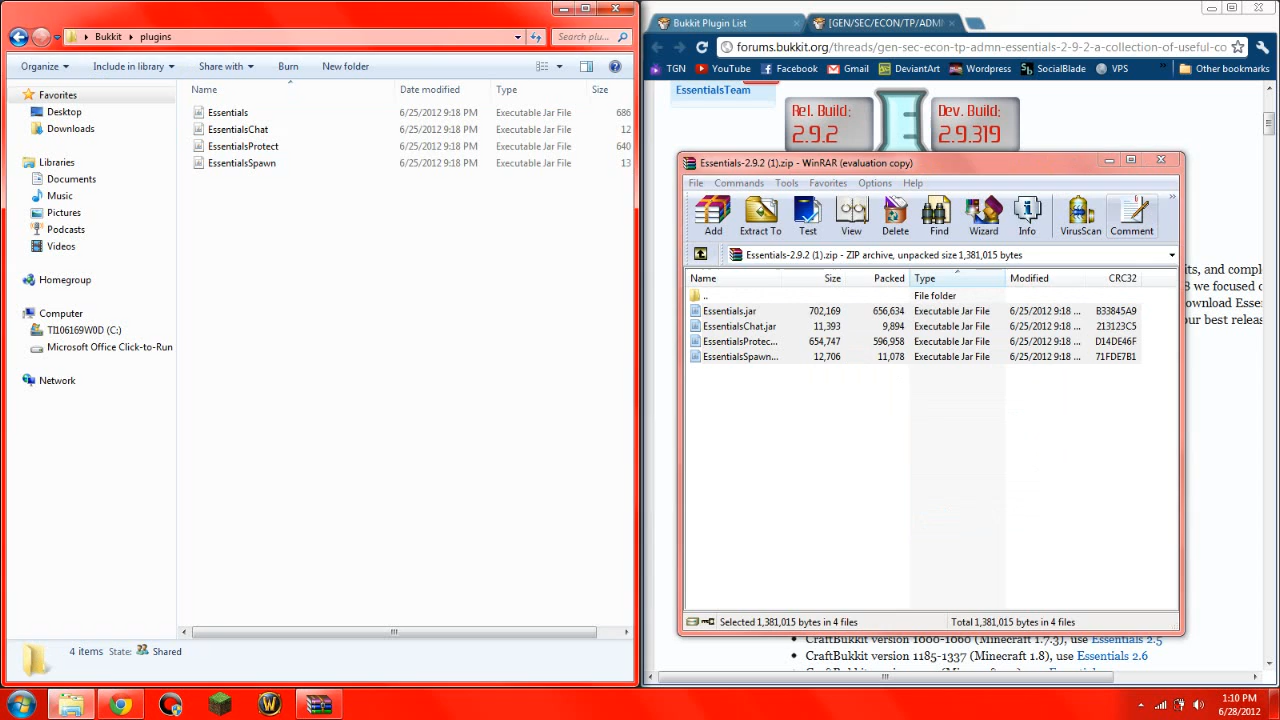 Bukkit
plugins
Search plu...
Organize
Include in library
Share with
Burn
New folder
Favorites
Desktop
Downloads
Libraries
Documents
Music
Pictures
Podcasts
Videos
Homegroup
Computer
TI106169W0D (C:)
Microsoft Office Click-to-Run
Network
Name Date modified Type Size
Essentials 6/25/2012 9:18 PM Executable Jar File 686
EssentialsChat 6/25/2012 9:18 PM Executable Jar File 12
EssentialsProtect 6/25/2012 9:18 PM Executable Jar File 640
EssentialsSpawn 6/25/2012 9:18 PM Executable Jar File 13
4 items State: Shared
Bukkit Plugin List
[GEN/SEC/ECON/TP/ADM
forums.bukkit.org/threads/gen-sec-econ-tp-admn-essentials-2-9-2-a-collection-of-useful-co
TGN YouTube Facebook Gmail DeviantArt Wordpress SocialBlade VPS Other bookmarks
EssentialsTeam
Rel. Build:
2.9.2
Dev. Build:
2.9.319
Essentials-2.9.2 (1).zip - WinRAR (evaluation copy)
File Commands Tools Favorites Options Help
Add Extract To Test View Delete Find Wizard Info VirusScan Comment
Essentials-2.9.2 (1).zip - ZIP archive, unpacked size 1,381,015 bytes
Name Size Packed Type Modified CRC32
.. File folder
Essentials.jar 702,169 656,634 Executable Jar File 6/25/2012 9:18 ... B33845A9
EssentialsChat.jar 11,393 9,894 Executable Jar File 6/25/2012 9:18 ... 213123C5
EssentialsProtec... 654,747 596,958 Executable Jar File 6/25/2012 9:18 ... D14DE46F
EssentialsSpawn... 12,706 11,078 Executable Jar File 6/25/2012 9:18 ... 71FDE7B1
Selected 1,381,015 bytes in 4 files
Total 1,381,015 bytes in 4 files
its, and compl
8 we focused o
ownload Esse
our best relea
CraftBukkit version 1000-1060 (Minecraft 1.7.3), use Essentials 2.5
CraftBukkit version 1185-1337 (Minecraft 1.8), use Essentials 2.6
1:10 PM
6/28/2012